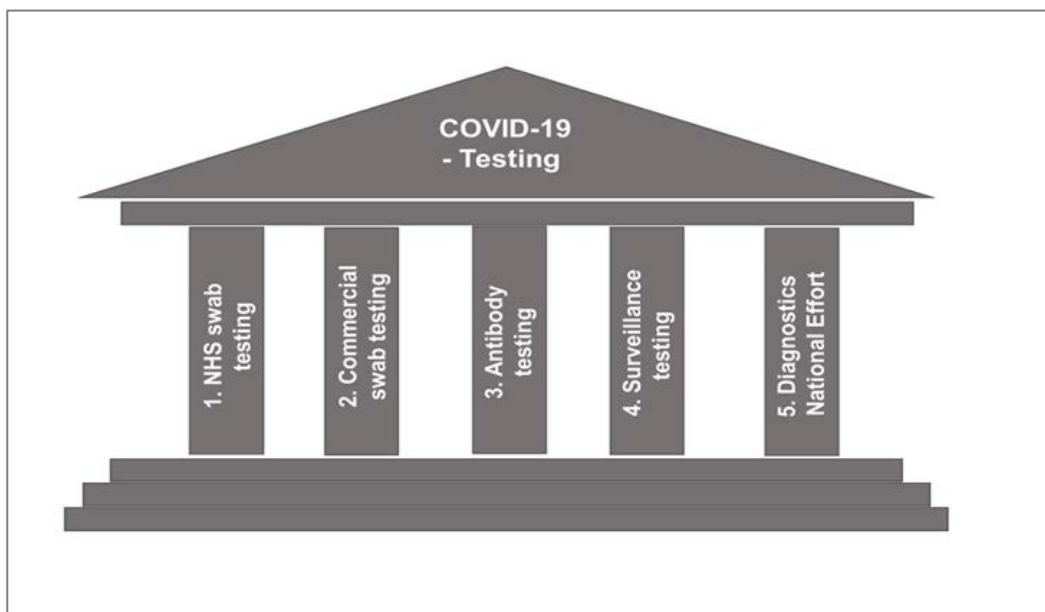 COVID-19
- Testing
1. NHS swab
testing
2. Commercial
swab testing
3. Antibody
testing
4. Surveillance
testing
5. Diagnostics
National Effort